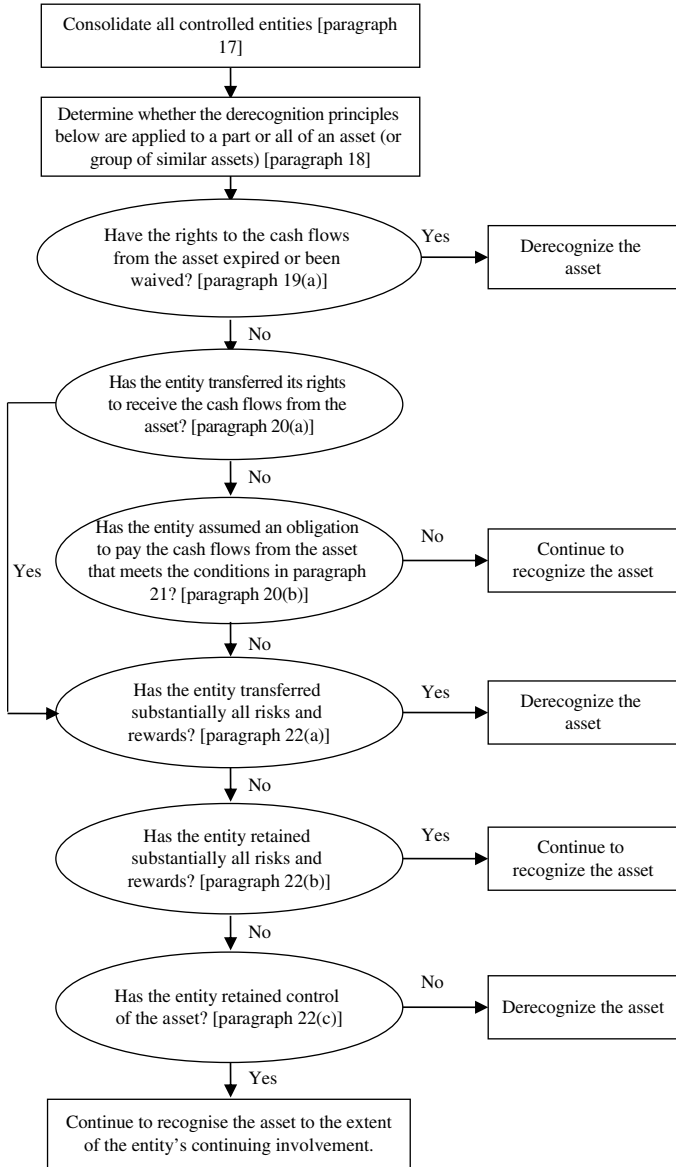 Consolidate all controlled entities [paragraph
17]
Determine whether the derecognition principles
below are applied to a part or all of an asset (or
group of similar assets) [paragraph 18]
Have the rights to the cash flows
from the asset expired or been
waived? [paragraph 19(a)]
Yes
Derecognize the
asset
No
Has the entity transferred its rights
to receive the cash flows from the
asset? [paragraph 20(a)]
No
Yes
Has the entity assumed an obligation
to pay the cash flows from the asset
that meets the conditions in paragraph
21? [paragraph 20(b)]
No
Continue to
recognize the asset
No
Has the entity transferred
substantially all risks and
rewards? [paragraph 22(a)]
Yes
Derecognize the
asset
No
Has the entity retained
substantially all risks and
rewards? [paragraph 22(b)]
Yes
Continue to
recognize the asset
No
Has the entity retained control
of the asset? [paragraph 22(c)]
No
Derecognize the asset
Yes
Continue to recognise the asset to the extent
of the entity’s continuing involvement.